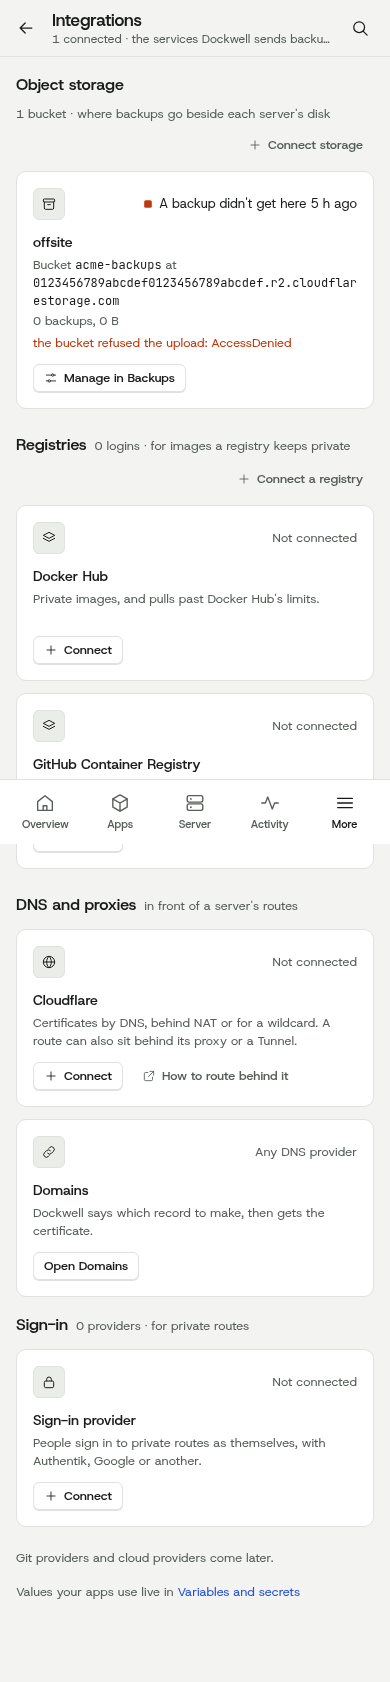 Integrations
1 connected · the services Dockwell sends backu…
Object storage
1 bucket · where backups go beside each server's disk
Connect storage
A backup didn't get here 5 h ago
offsite
Bucket acme-backups at
0123456789abcdef0123456789abcdef.r2.cloudflar
estorage.com
0 backups, 0 B
the bucket refused the upload: AccessDenied
Manage in Backups
Registries 0 logins · for images a registry keeps private
Connect a registry
Not connected
Docker Hub
Private images, and pulls past Docker Hub's limits.
Connect
Not connected
GitHub Container Registry
Overview Apps Server Activity More
DNS and proxies in front of a server's routes
Not connected
Cloudflare
Certificates by DNS, behind NAT or for a wildcard. A
route can also sit behind its proxy or a Tunnel.
Connect How to route behind it
Any DNS provider
Domains
Dockwell says which record to make, then gets the
certificate.
Open Domains
Sign-in 0 providers · for private routes
Not connected
Sign-in provider
People sign in to private routes as themselves, with
Authentik, Google or another.
Connect
Git providers and cloud providers come later.
Values your apps use live in Variables and secrets